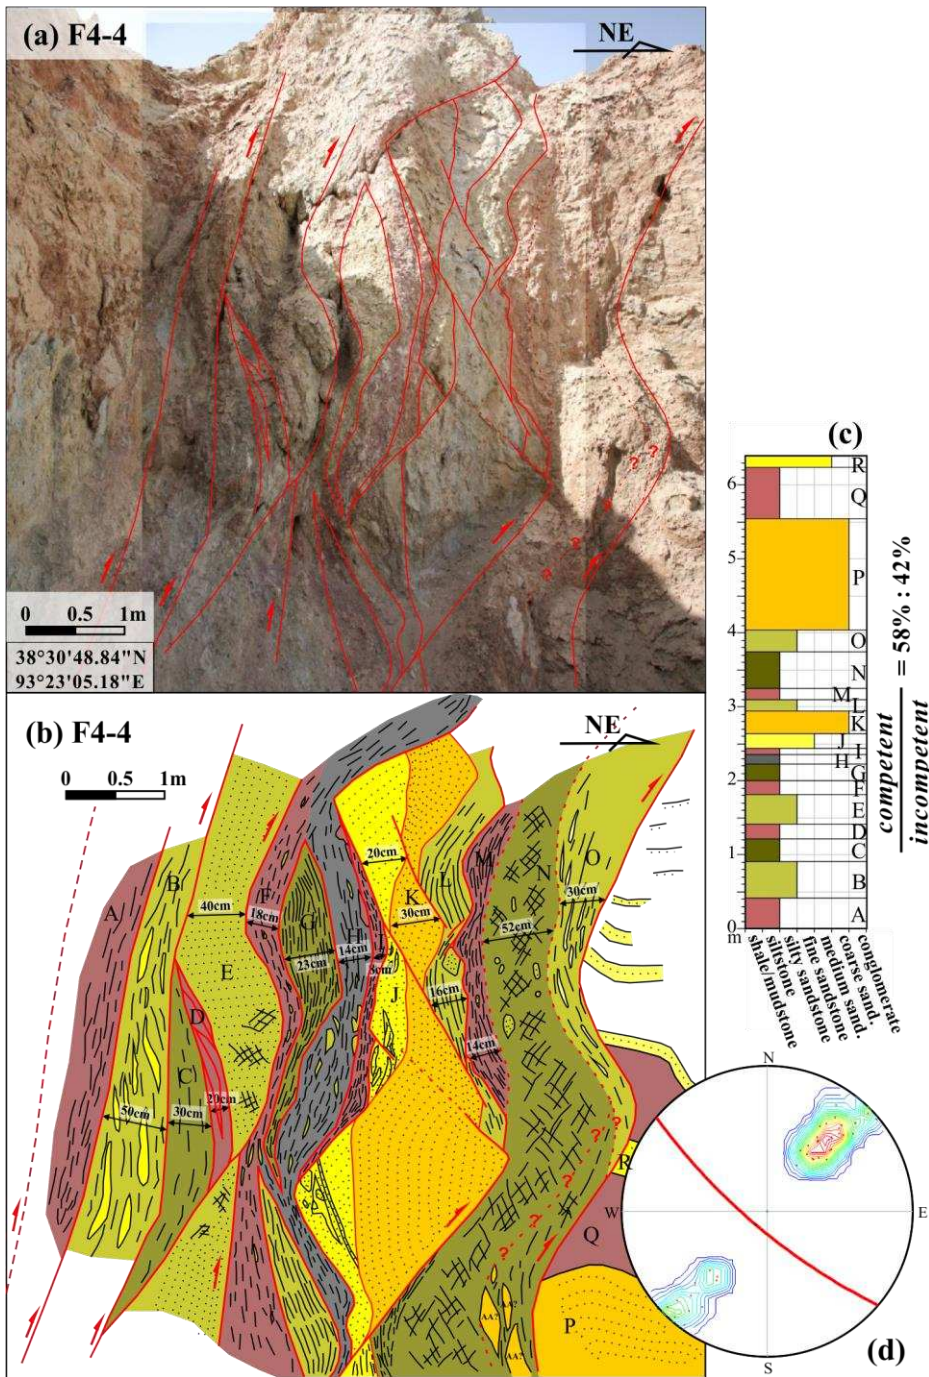 (a) F4-4
NE
? ?
?
?
?
0 0.5 1m
38°30'48.84"N
93°23'05.18"E
(b) F4-4
NE
0 0.5 1m
A
B
40cm
E
F
18cm
G
23cm
H
14cm
I
8cm
20cm
K
30cm
J
L
16cm
M
14cm
N
52cm
O
30cm
D
C
50cm
30cm
20cm
? ?
?
?
?
?
R
Q
P
AA?
AA?
AA?
(c)
R
Q
P
O
N
M
L
K
J
I
H
G
F
E
D
C
B
A
6
5
4
3
2
1
0
m
shale/mudstone
siltstone
silty sandstone
fine sandstone
medium sand.
coarse sand.
conglomerate
competent
incompetent
= 58% : 42%
N
W
E
S
(d)